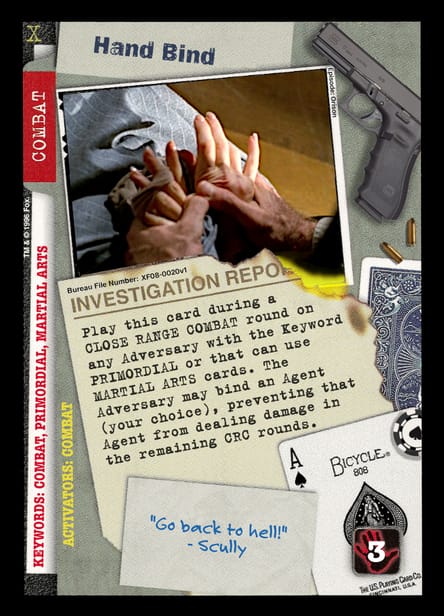 X
Hand Bind
COMBAT
Episode: Orison
TM & © 1996 Fox.
Bureau File Number: XF08-0020v1
INVESTIGATION REPO
Play this card during a
CLOSE RANGE COMBAT round on
any Adversary with the Keyword
PRIMORDIAL or that can use
MARTIAL ARTS cards. The
Adversary may bind an Agent
(your choice), preventing that
Agent from dealing damage in
the remaining CRC rounds.
KEYWORDS: COMBAT, PRIMORDIAL, MARTIAL ARTS
ACTIVATORS: COMBAT
"Go back to hell!"
- Scully
A
BICYCLE®
808
3
THE U.S. PLAYING CARD CO.
CINCINNATI, U.S.A.